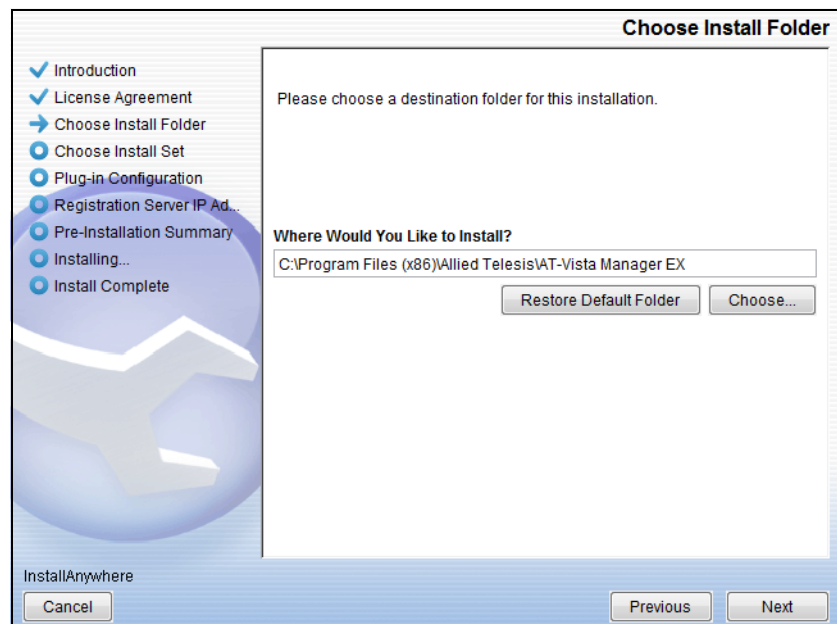 Choose Install Folder
Introduction
License Agreement
Choose Install Folder
Choose Install Set
Plug-in Configuration
Registration Server IP Ad...
Pre-Installation Summary
Installing...
Install Complete
Please choose a destination folder for this installation.
Where Would You Like to Install?
C:\Program Files (x86)\Allied Telesis\AT-Vista Manager EX
Restore Default Folder
Choose...
InstallAnywhere
Cancel
Previous
Next